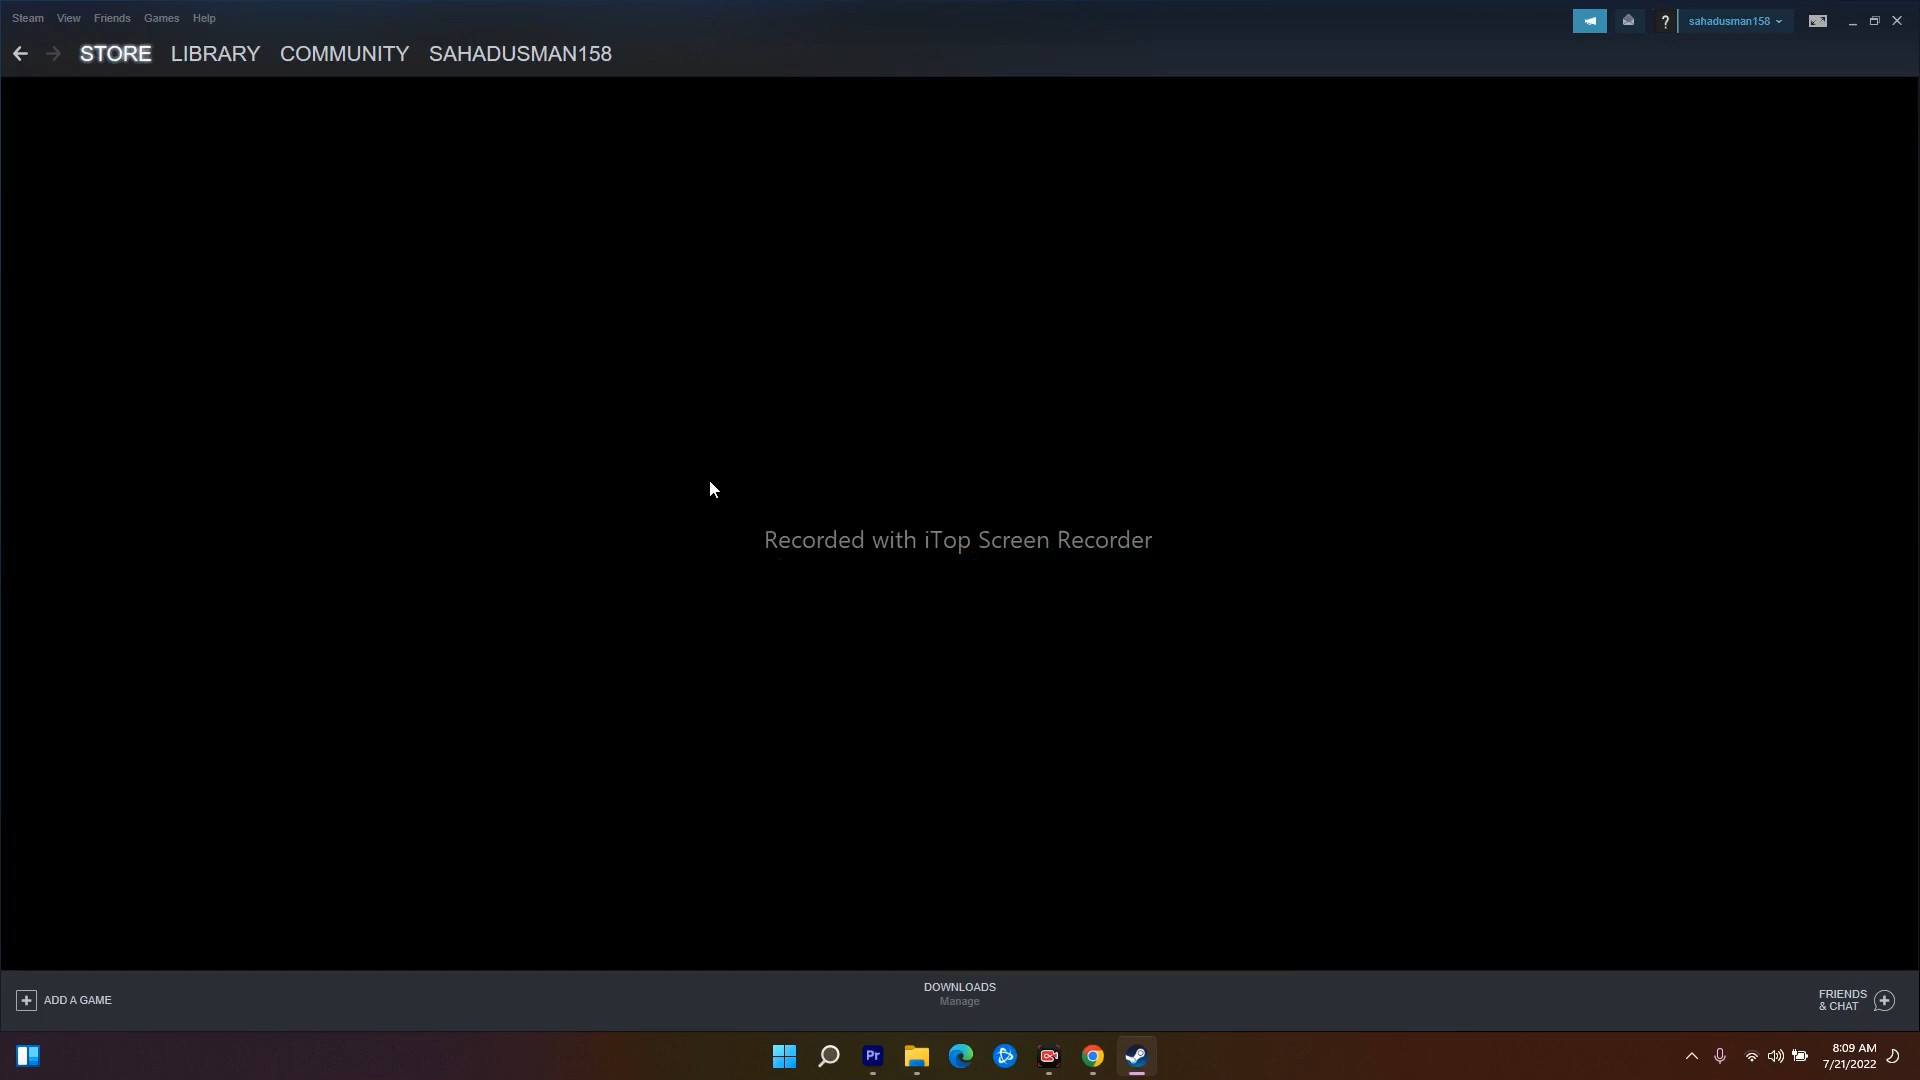 Steam View Friends Games Help
? sahadusman158
STORE LIBRARY COMMUNITY SAHADUSMAN158
Recorded with iTop Screen Recorder
DOWNLOADS
Manage
ADD A GAME
FRIENDS
& CHAT
Pr
8:09 AM
7/21/2022